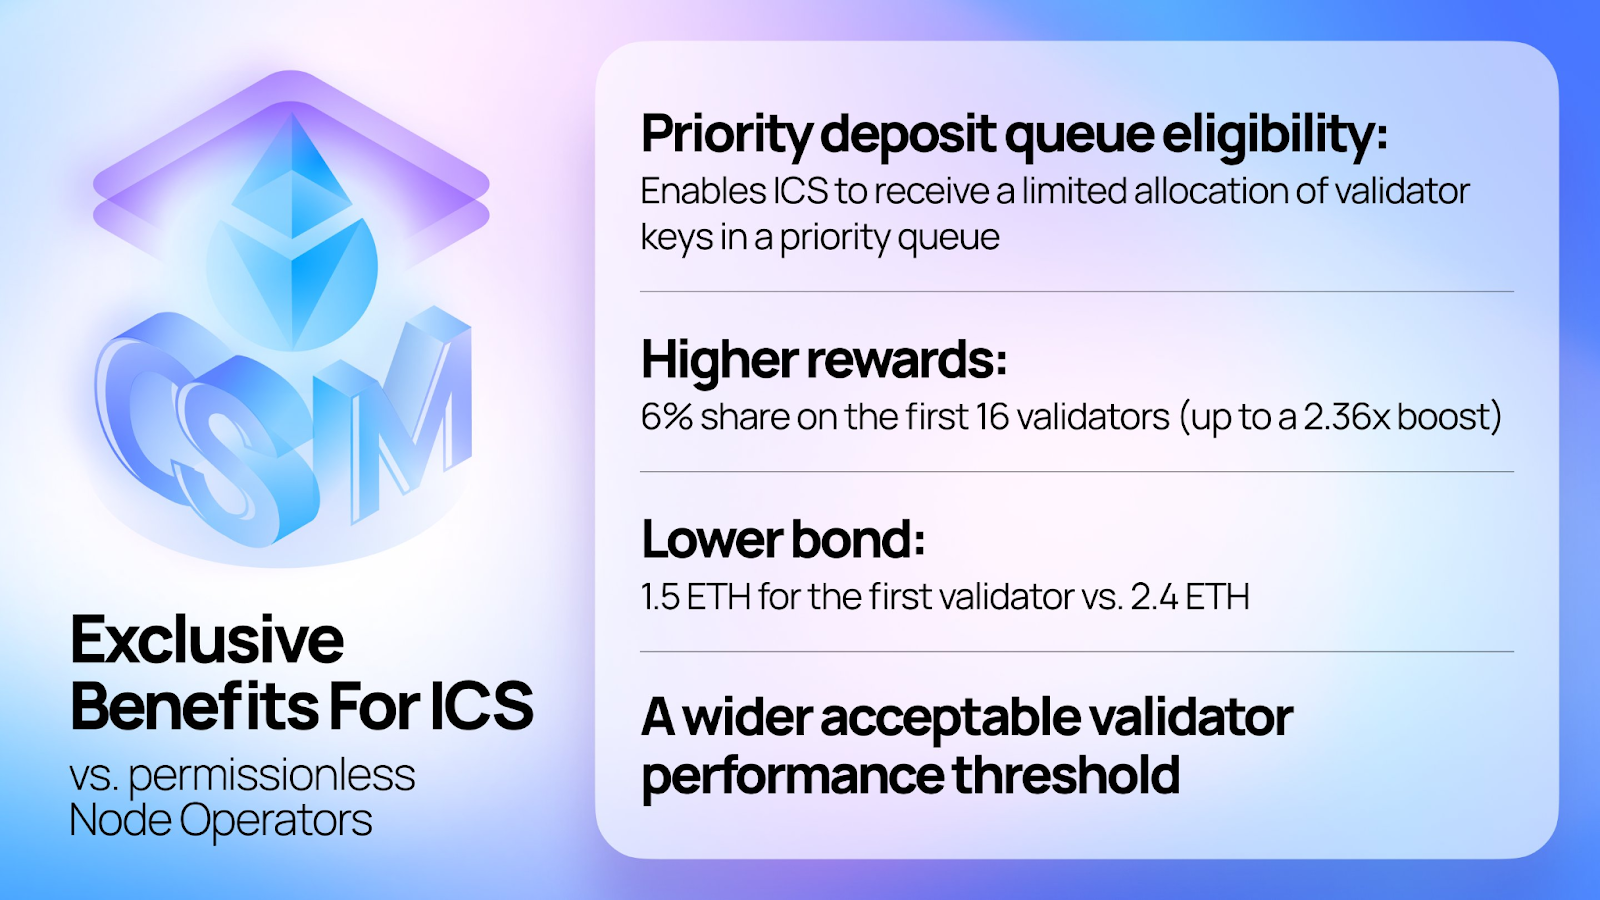 CSM
Exclusive
Benefits For ICS
vs. permissionless
Node Operators
Priority deposit queue eligibility:
Enables ICS to receive a limited allocation of validator
keys in a priority queue
Higher rewards:
6% share on the first 16 validators (up to a 2.36x boost)
Lower bond:
1.5 ETH for the first validator vs. 2.4 ETH
A wider acceptable validator
performance threshold